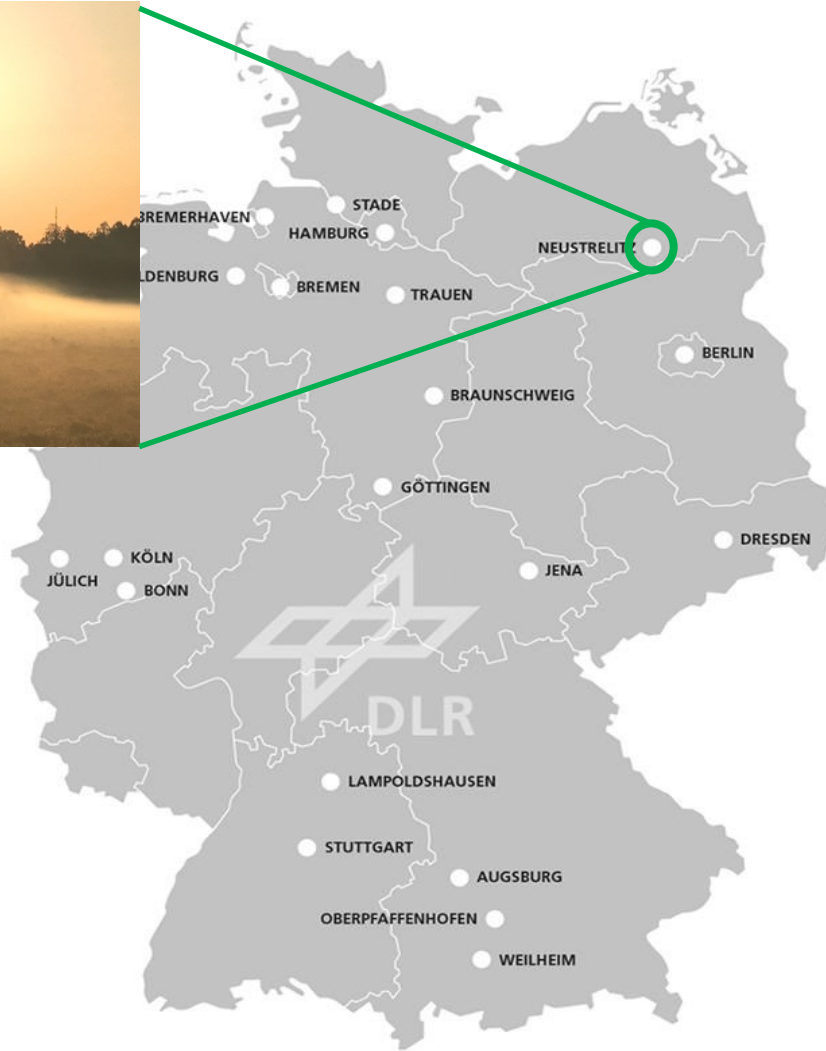 STADE
BREMERHAVEN
HAMBURG
NEUSTRELITZ
LDENBURG
BREMEN
TRAUEN
BERLIN
BRAUNSCHWEIG
GÖTTINGEN
DRESDEN
KÖLN
JÜLICH
JENA
BONN
DLR
LAMPOLDSHAUSEN
STUTTGART
AUGSBURG
OBERPFAFFENHOFEN
WEILHEIM